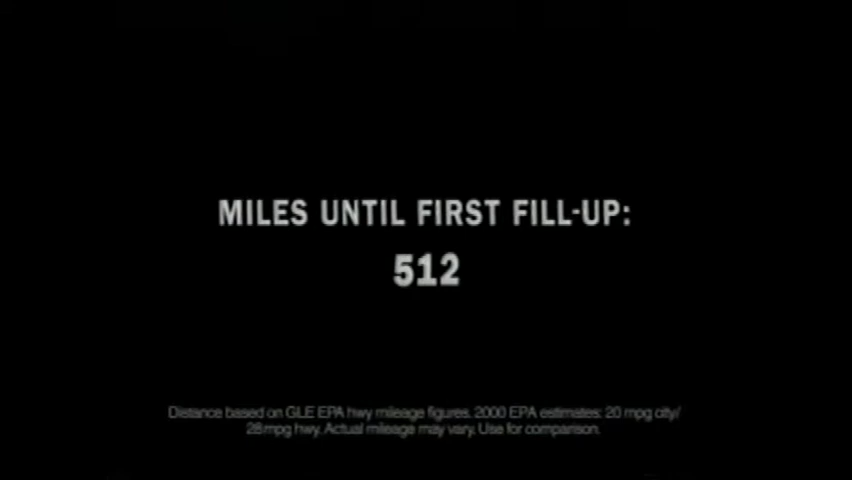 MILES UNTIL FIRST FILL-UP:
512
Distance based on GLE EPA hwy mileage figures. 2000 EPA estimates: 20 mpg city/
28 mpg hwy. Actual mileage may vary. Use for comparison.